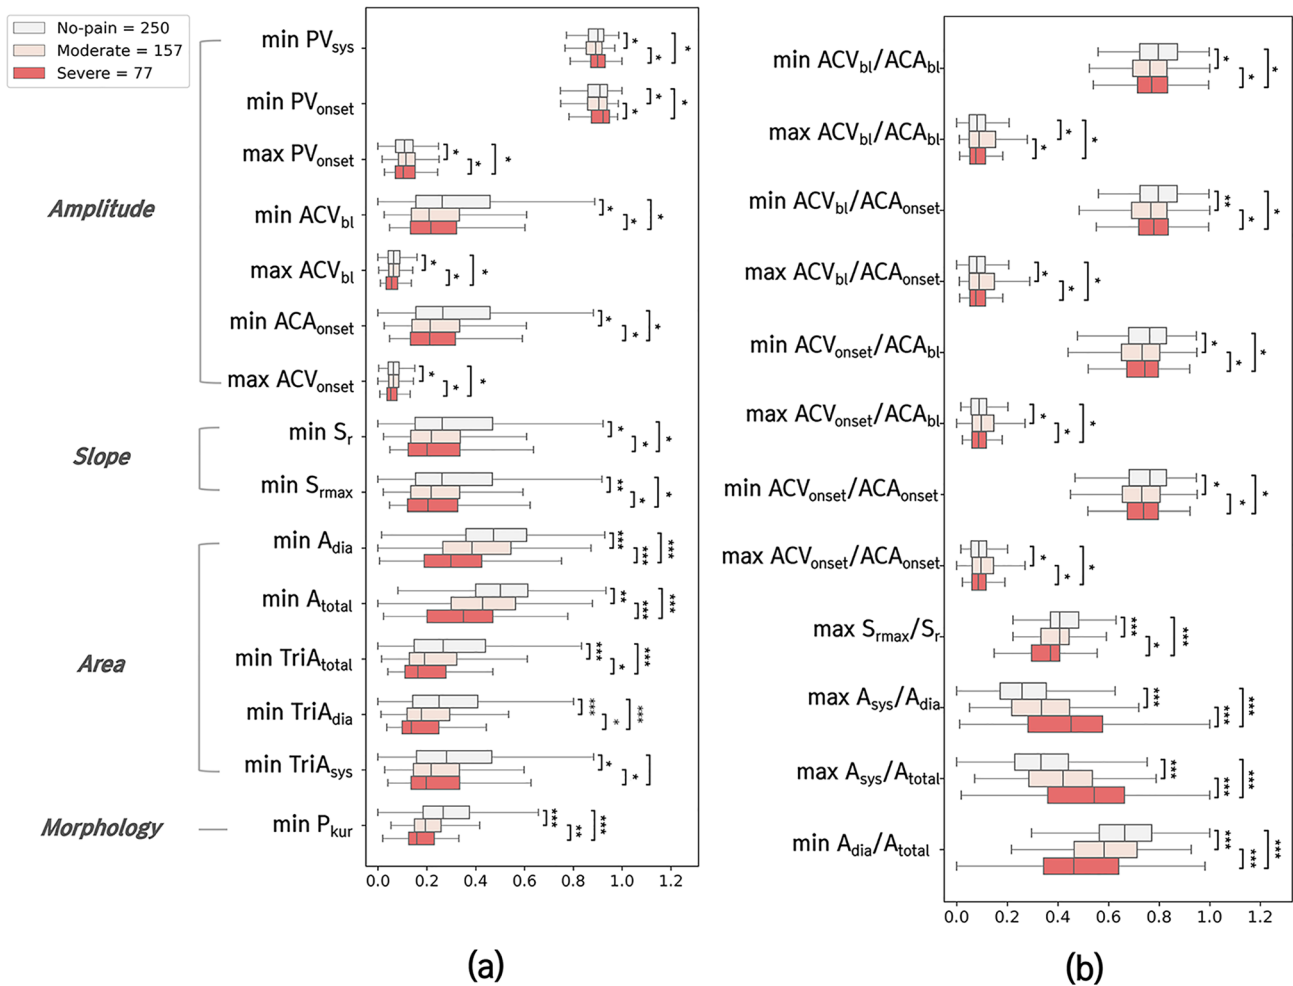 No-pain = 250
Moderate = 157
Severe = 77
Amplitude
Slope
Area
Morphology
min PVsys
* * *
min PVonset
* * *
max PVonset
* * *
min ACVbl
* * *
max ACVbl
* * *
min ACAonset
* * *
max ACVonset
* * *
min Sr
* * *
min Srmax
** * *
min Adia
*** *** ***
min Atotal
** *** ***
min TriAtotal
*** * ***
min TriAdia
*** * ***
min TriAsys
* *
min Pkur
*** ** ***
0.0 0.2 0.4 0.6 0.8 1.0 1.2
(a)
min ACVbl/ACAbl
* * *
max ACVbl/ACAbl
* * *
min ACVbl/ACAonset
** * *
max ACVbl/ACAonset
* * *
min ACVonset/ACAbl
* * *
max ACVonset/ACAbl
* * *
min ACVonset/ACAonset
* * *
max ACVonset/ACAonset
* * *
max Srmax/Sr
*** * ***
max Asys/Adia
*** *** ***
max Asys/Atotal
*** *** ***
min Adia/Atotal
*** *** ***
0.0 0.2 0.4 0.6 0.8 1.0 1.2
(b)